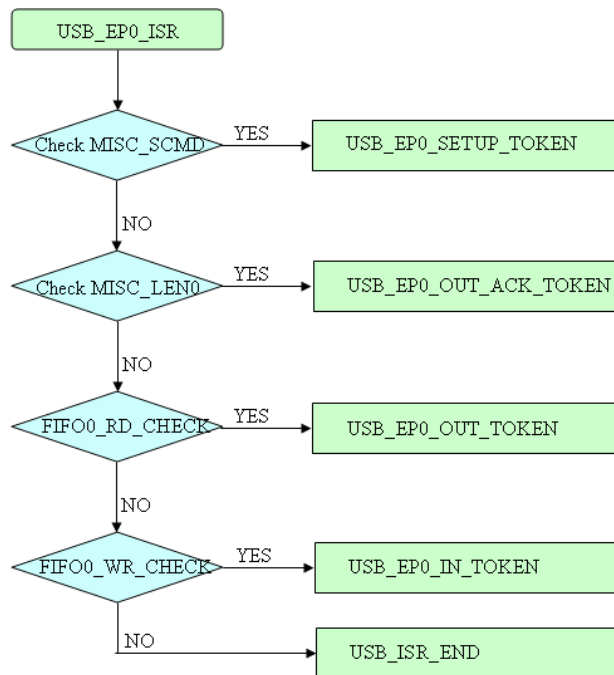 USB_EP0_ISR
Check MISC_SCMD
YES
USB_EP0_SETUP_TOKEN
NO
Check MISC_LEN0
YES
USB_EP0_OUT_ACK_TOKEN
NO
FIFO0_RD_CHECK
YES
USB_EP0_OUT_TOKEN
NO
FIFO0_WR_CHECK
YES
USB_EP0_IN_TOKEN
NO
USB_ISR_END